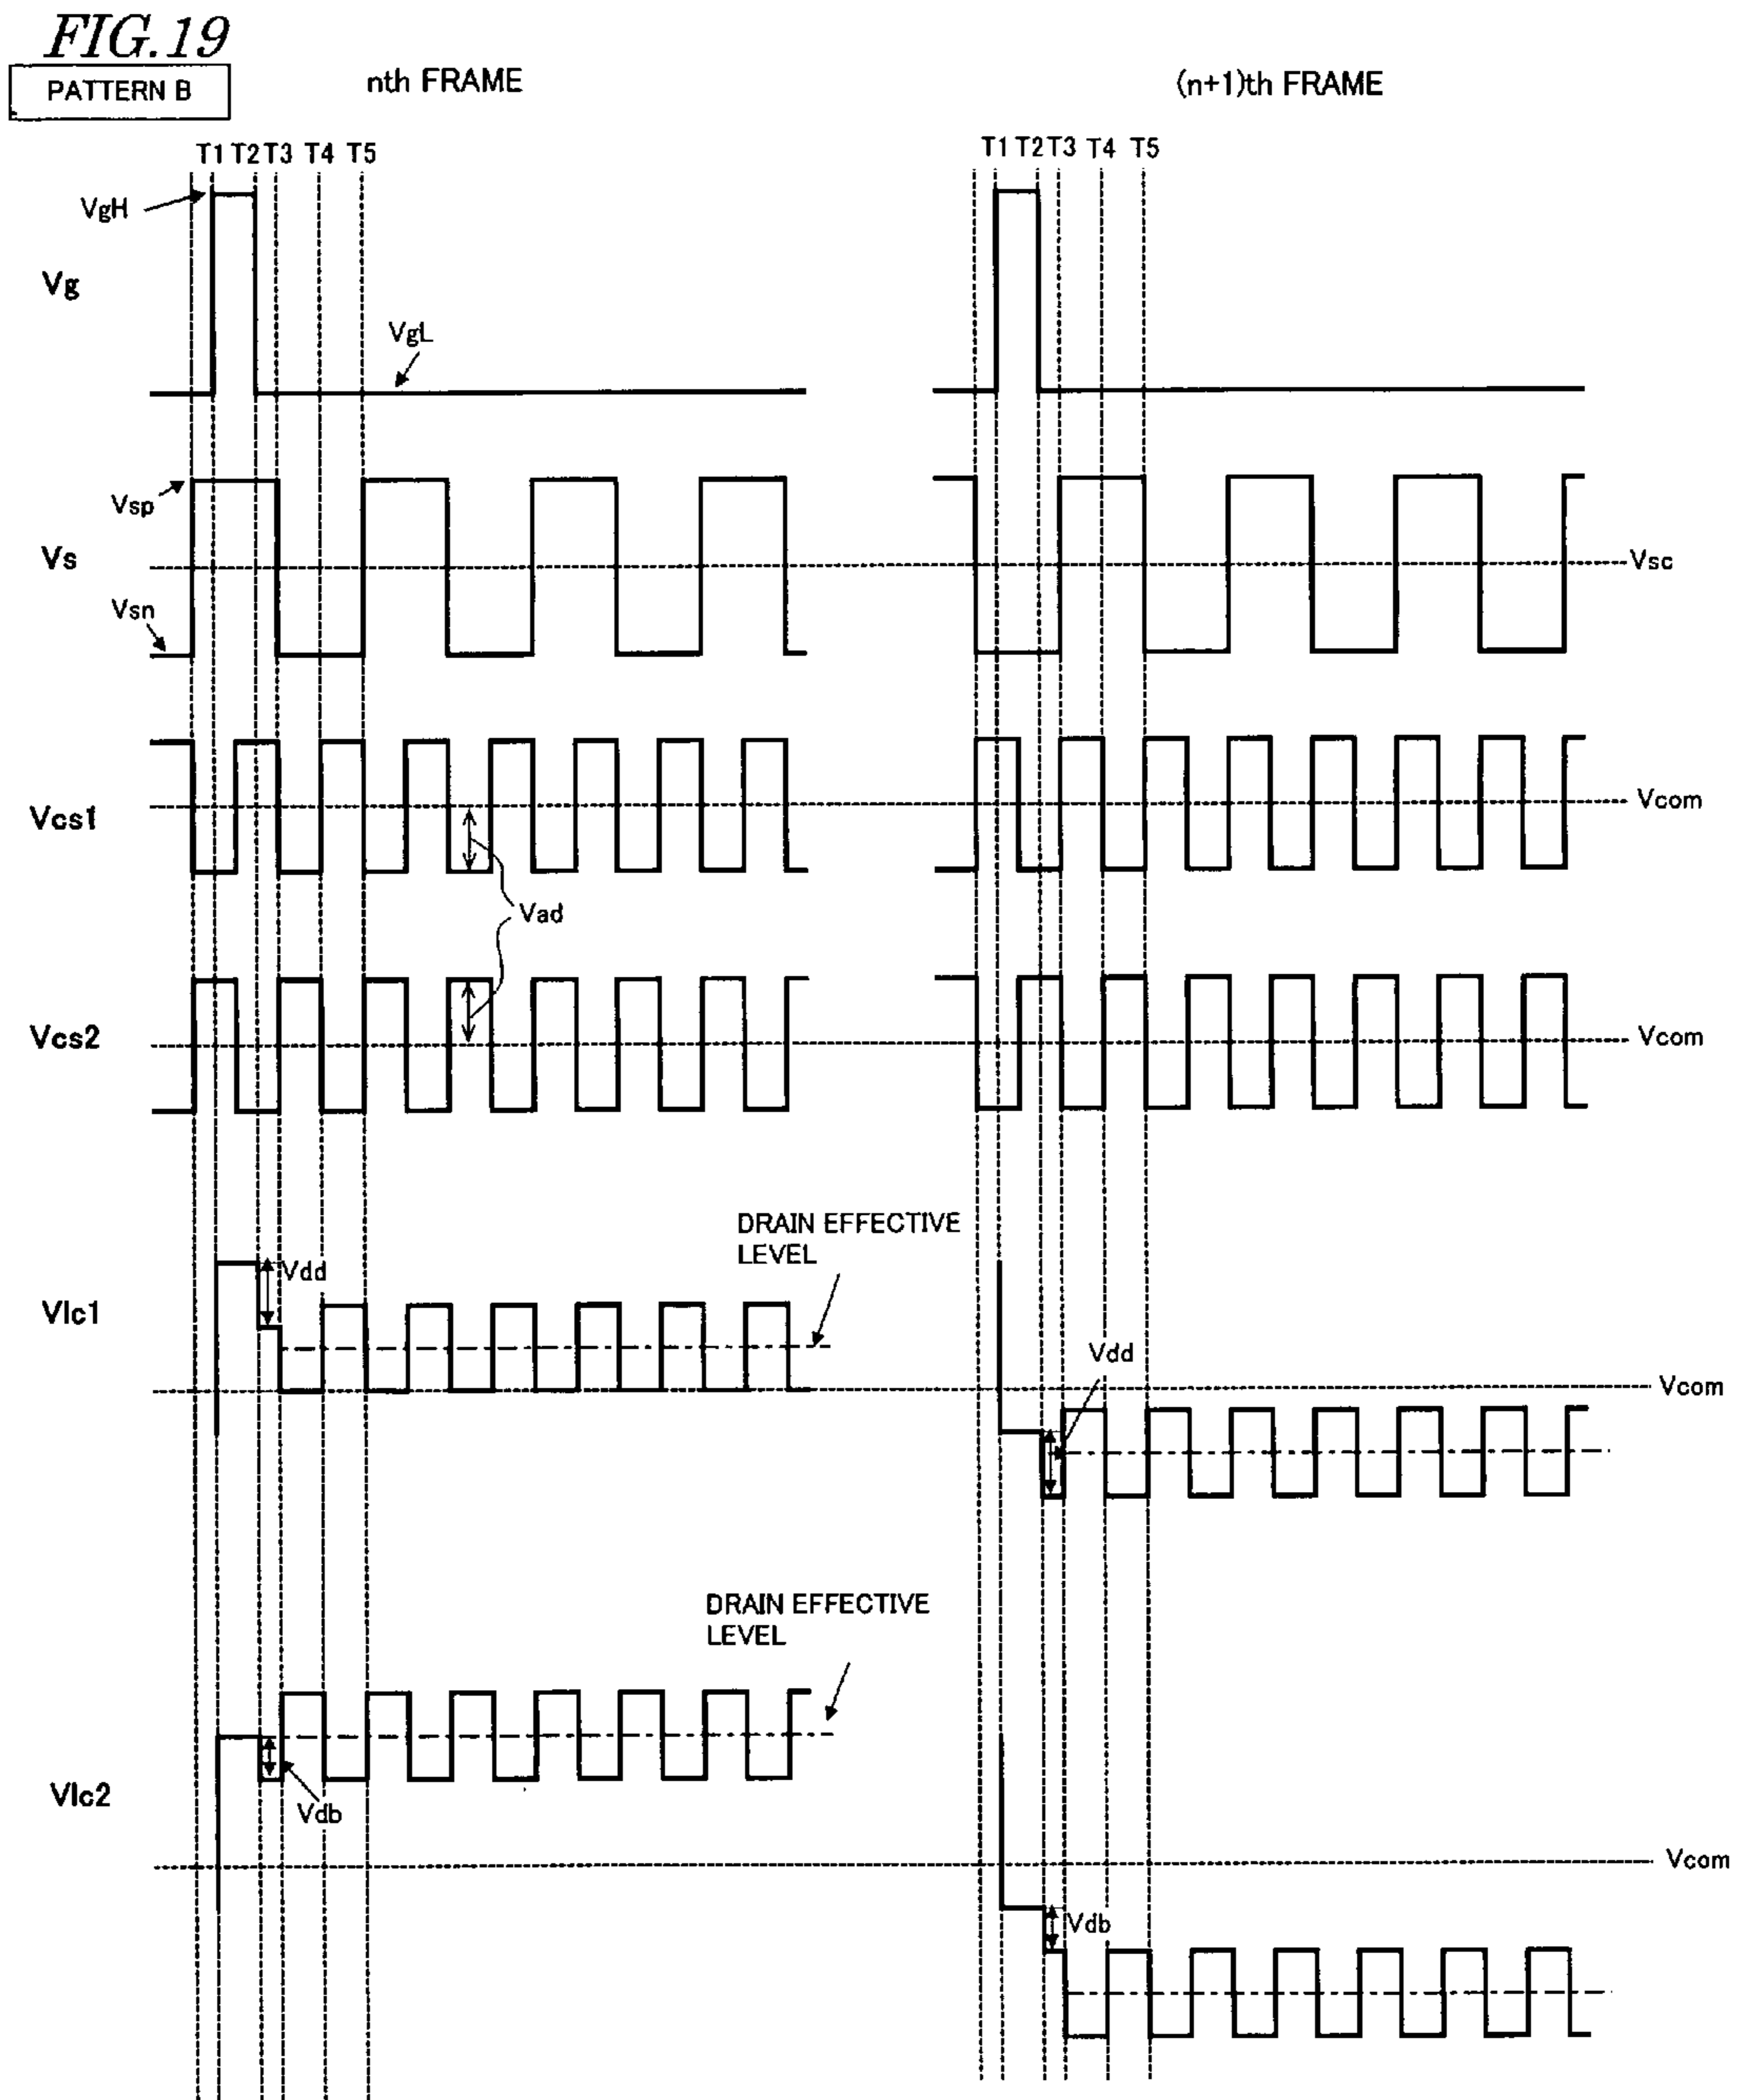 FIG.19
PATTERN B
nth FRAME
(n+1)th FRAME
T1 T2 T3 T4 T5
T1 T2 T3 T4 T5
VgH
Vg
VgL
Vsp
Vs
Vsc
Vsn
Vcs1
Vcom
Vad
Vcs2
Vcom
DRAIN EFFECTIVE
LEVEL
Vdd
Vlc1
Vdd
Vcom
DRAIN EFFECTIVE
LEVEL
Vlc2
Vdb
Vcom
Vdb